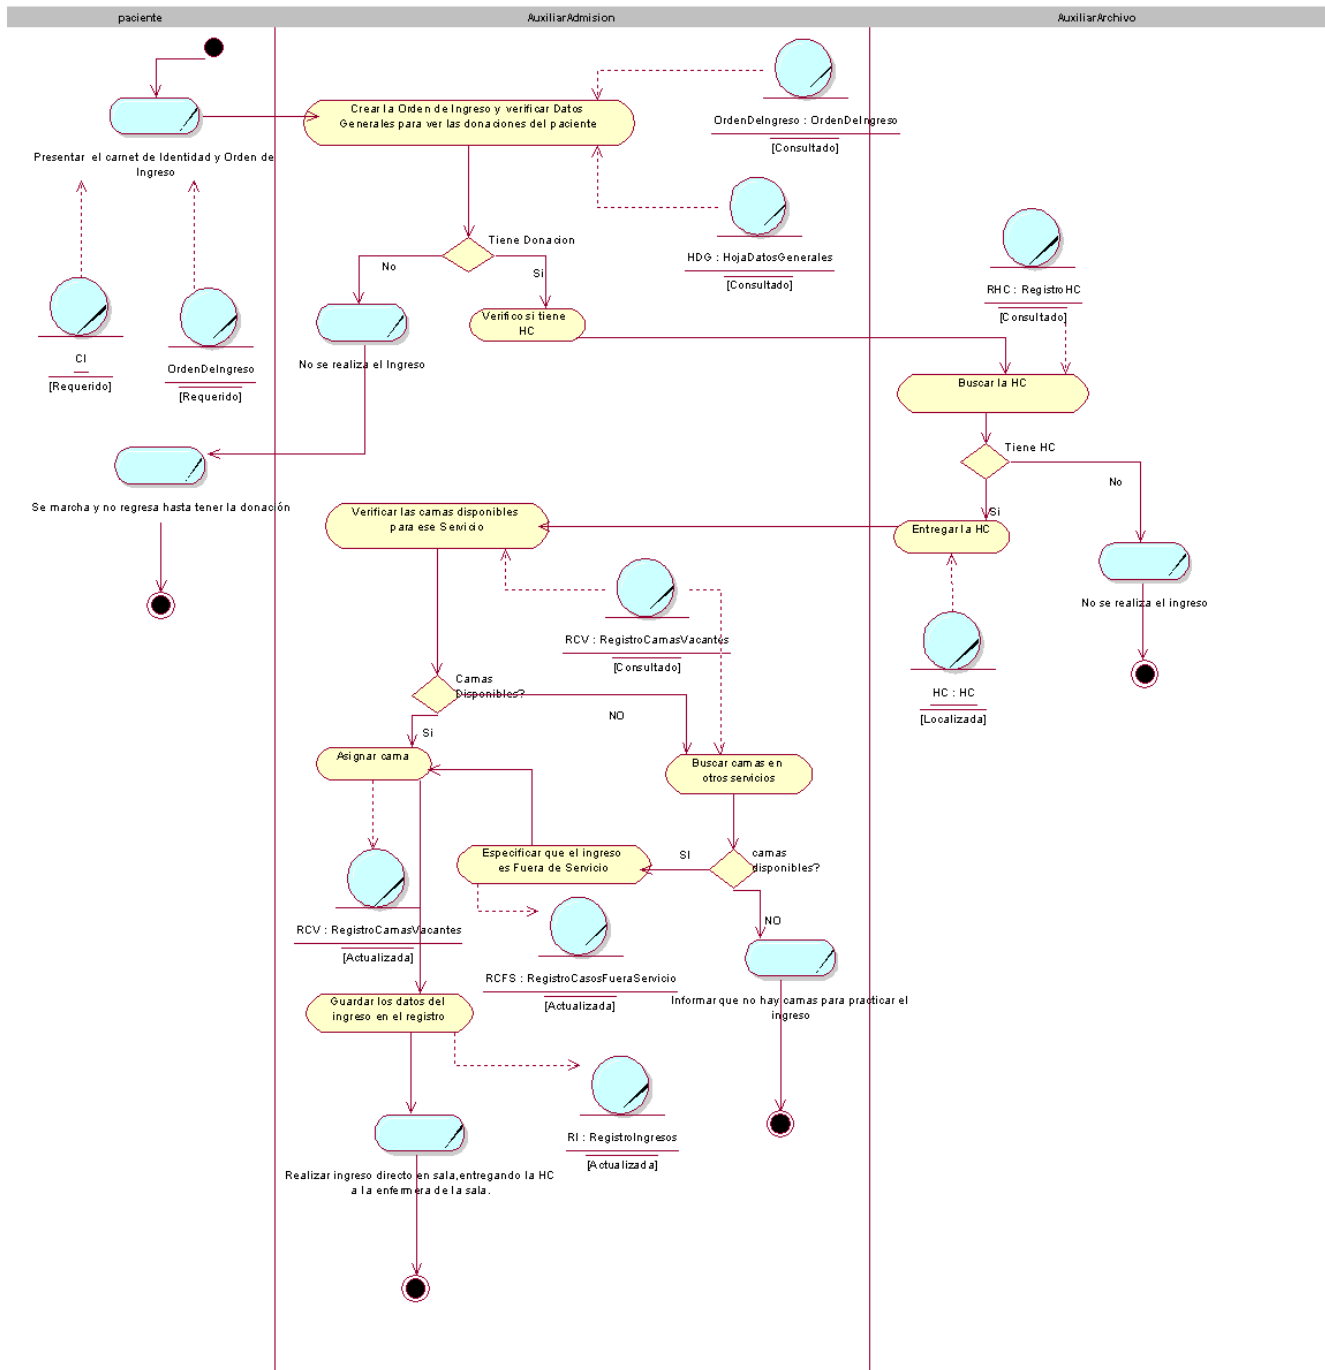 paciente
AuxiliarAdmision
AuxiliarArchivo
Crear la Orden de Ingreso y verificar Datos
Generales para ver las donaciones del paciente
OrdenDeIngreso : OrdenDeIngreso
[Consultado]
Presentar el carnet de Identidad y Orden de
Ingreso
HDG : HojaDatosGenerales
[Consultado]
Tiene Donacion
No
Si
RHC : RegistroHC
[Consultado]
Verifico si tiene
HC
CI
[Requerido]
OrdenDeIngreso
[Requerido]
No se realiza el Ingreso
Buscar la HC
Tiene HC
No
Si
Se marcha y no regresa hasta tener la donación
Verificar las camas disponibles
para ese Servicio
Entregar la HC
No se realiza el ingreso
RCV : RegistroCamasVacantes
[Consultado]
HC : HC
[Localizada]
Camas
Disponibles?
NO
Si
Asignar cama
Buscar camas en
otros servicios
Especificar que el ingreso
es Fuera de Servicio
SI
camas
disponibles?
NO
RCV : RegistroCamasVacantes
[Actualizada]
RCFS : RegistroCasosFueraServicio
[Actualizada]
Informar que no hay camas para practicar el
ingreso
Guardar los datos del
ingreso en el registro
RI : RegistroIngresos
[Actualizada]
Realizar ingreso directo en sala,entregando la HC
a la enfermera de la sala.